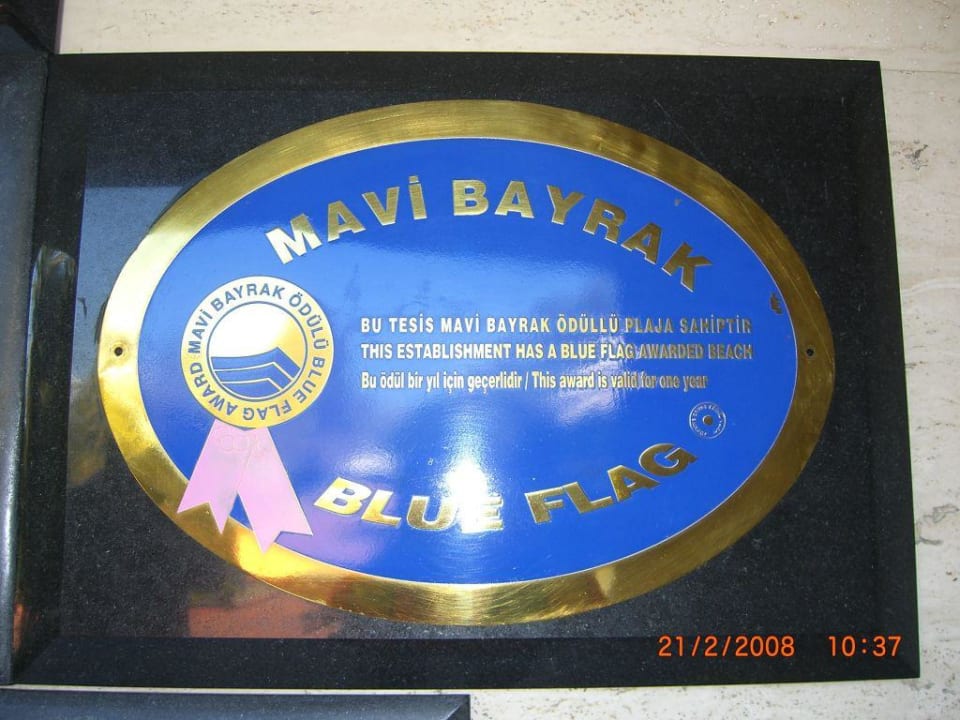 MAVİ BAYRAK
MAVİ BAYRAK ÖDÜLÜ BLUE FLAG AWARD
BU TESİS MAVİ BAYRAK ÖDÜLLÜ PLAJA SAHİPTİR
THIS ESTABLISHMENT HAS A BLUE FLAG AWARDED BEACH
Bu ödül bir yıl için geçerlidir / This award is valid for one year
BLUE FLAG
21/2/2008 10:37